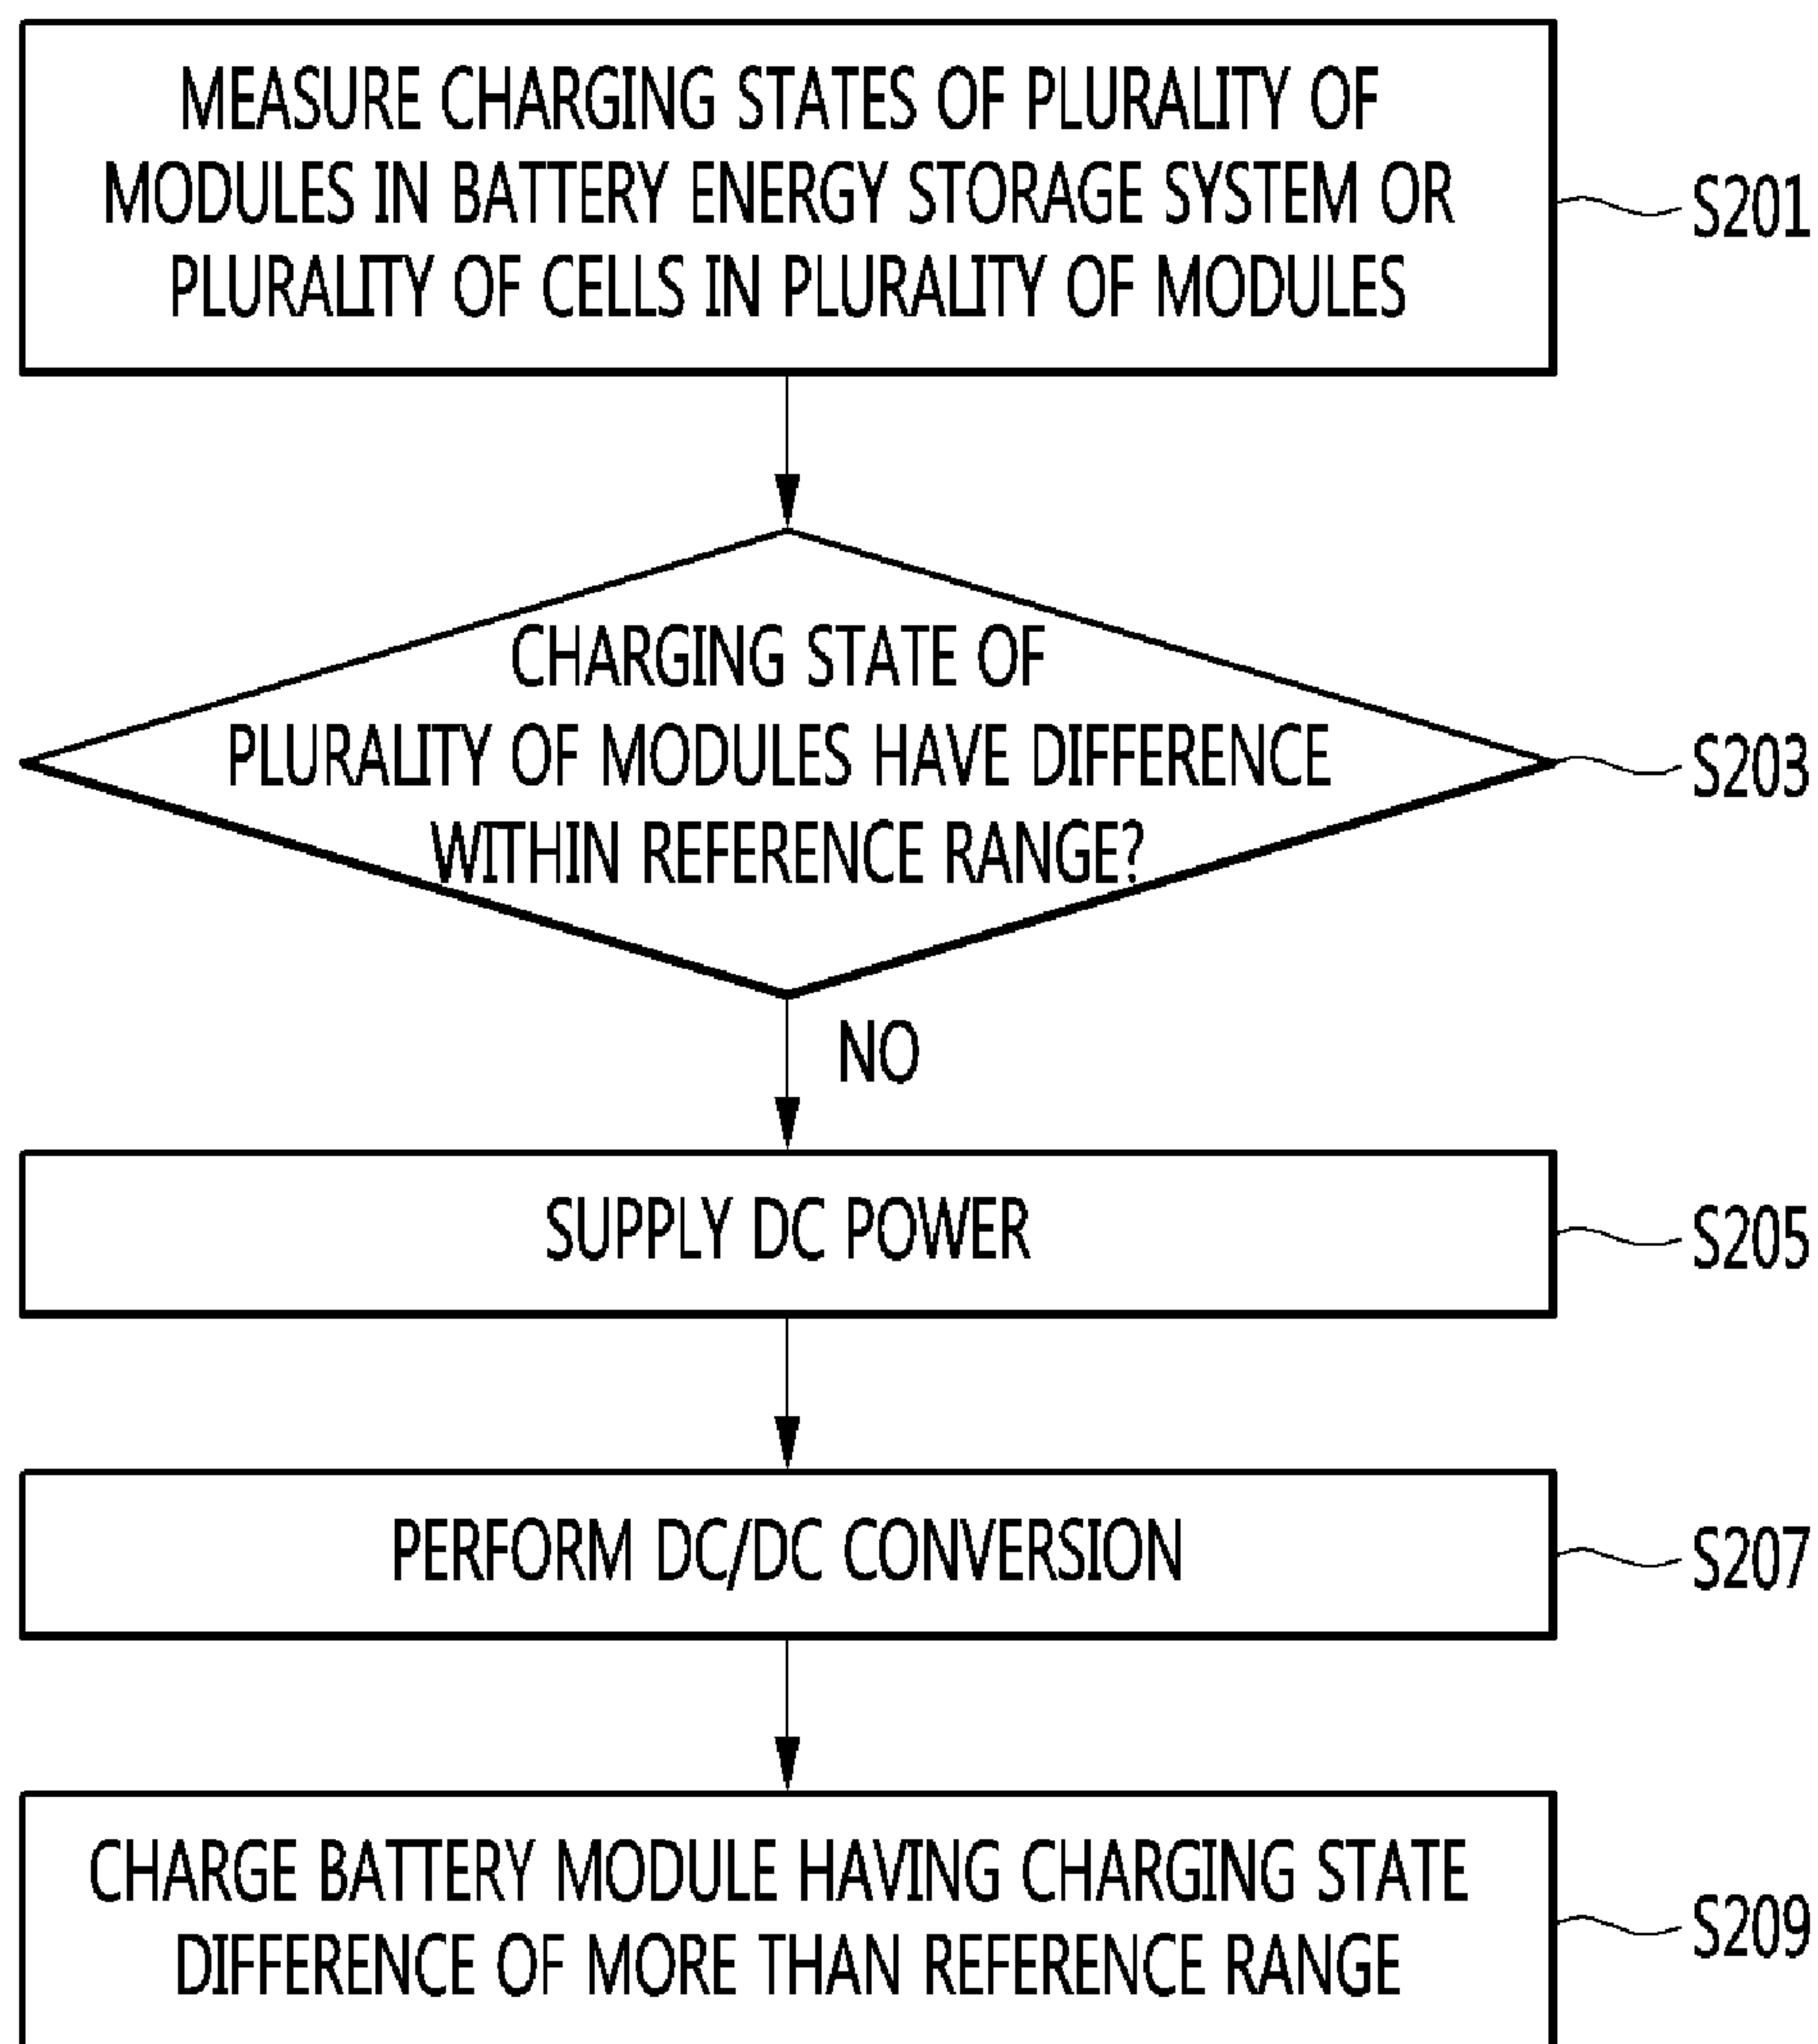 MEASURE CHARGING STATES OF PLURALITY OF
MODULES IN BATTERY ENERGY STORAGE SYSTEM OR
PLURALITY OF CELLS IN PLURALITY OF MODULES
S201
CHARGING STATE OF
PLURALITY OF MODULES HAVE DIFFERENCE
WITHIN REFERENCE RANGE?
S203
NO
SUPPLY DC POWER
S205
PERFORM DC/DC CONVERSION
S207
CHARGE BATTERY MODULE HAVING CHARGING STATE
DIFFERENCE OF MORE THAN REFERENCE RANGE
S209